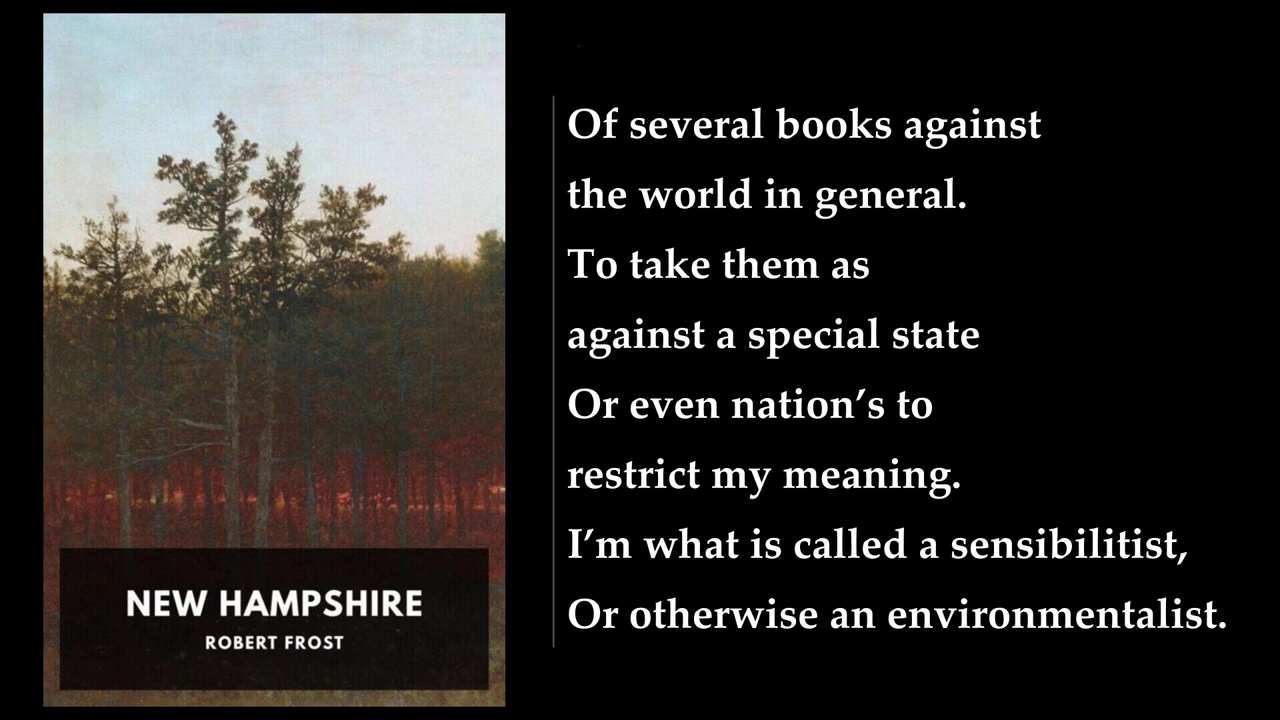 NEW HAMPSHIRE
ROBERT FROST
Of several books against
the world in general.
To take them as
against a special state
Or even nation’s to
restrict my meaning.
I’m what is called a sensibilitist,
Or otherwise an environmentalist.